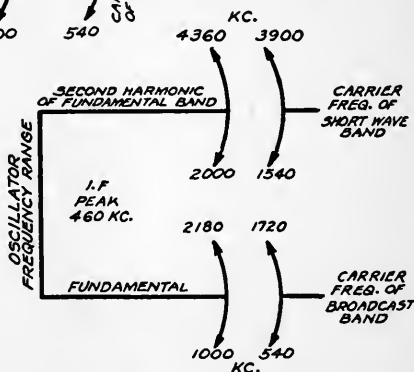 540
KC.
4360 3900
SECOND HARMONIC
OF FUNDAMENTAL BAND
CARRIER
FREQ. OF
SHORT WAVE
BAND
2000 1540
OSCILLATOR
FREQUENCY RANGE
I.F
PEAK
460 KC.
2180 1720
FUNDAMENTAL
CARRIER
FREQ. OF
BROADCAST
BAND
1000 540
KC.